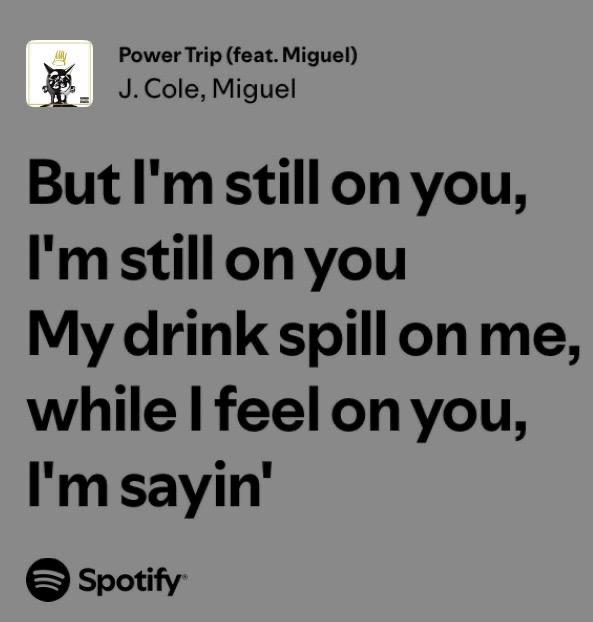 Power Trip (feat. Miguel)
J. Cole, Miguel
But I'm still on you,
I'm still on you
My drink spill on me,
while I feel on you,
I'm sayin'
Spotify®